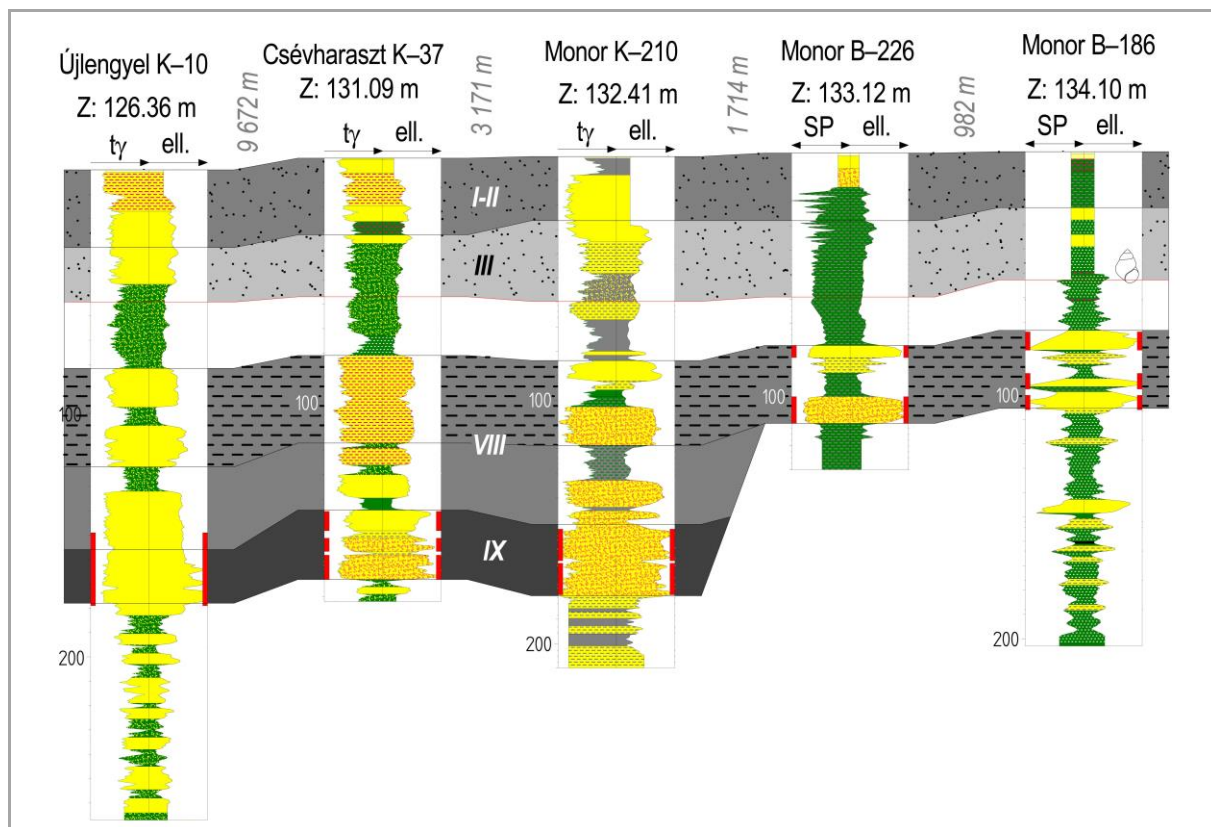 Újlengyel K–10
Z: 126.36 m
tγ ell.
9 672 m
Csévharaszt K–37
Z: 131.09 m
tγ ell.
3 171 m
Monor K–210
Z: 132.41 m
tγ ell.
1 714 m
Monor B–226
Z: 133.12 m
SP ell.
982 m
Monor B–186
Z: 134.10 m
SP ell.
I-II
III
VIII
IX
100
100
100
100
100
200
200
200